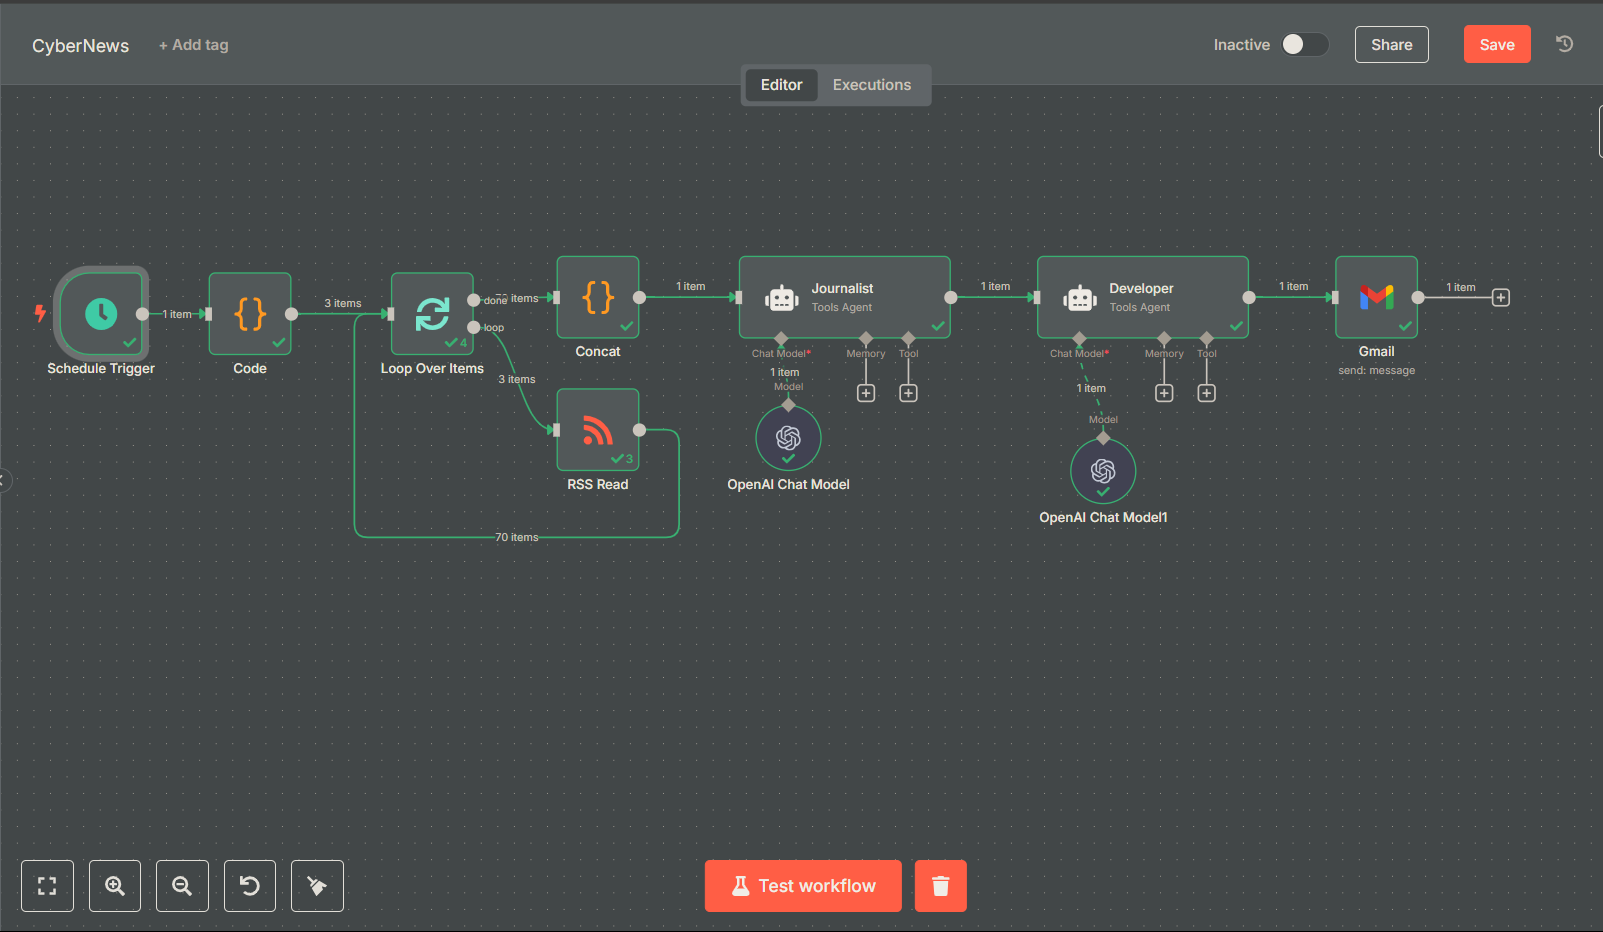 CyberNews
+ Add tag
Inactive
Share
Save
Editor
Executions
1 item
3 items
done
items
loop
3 items
70 items
1 item
1 item
1 item
1 item
Schedule Trigger
Code
Loop Over Items
4
Concat
RSS Read
3
Journalist
Tools Agent
Chat Model*
Memory
Tool
1 item
Model
OpenAI Chat Model
Developer
Tools Agent
Chat Model*
Memory
Tool
1 item
Model
OpenAI Chat Model1
Gmail
send: message
Test workflow